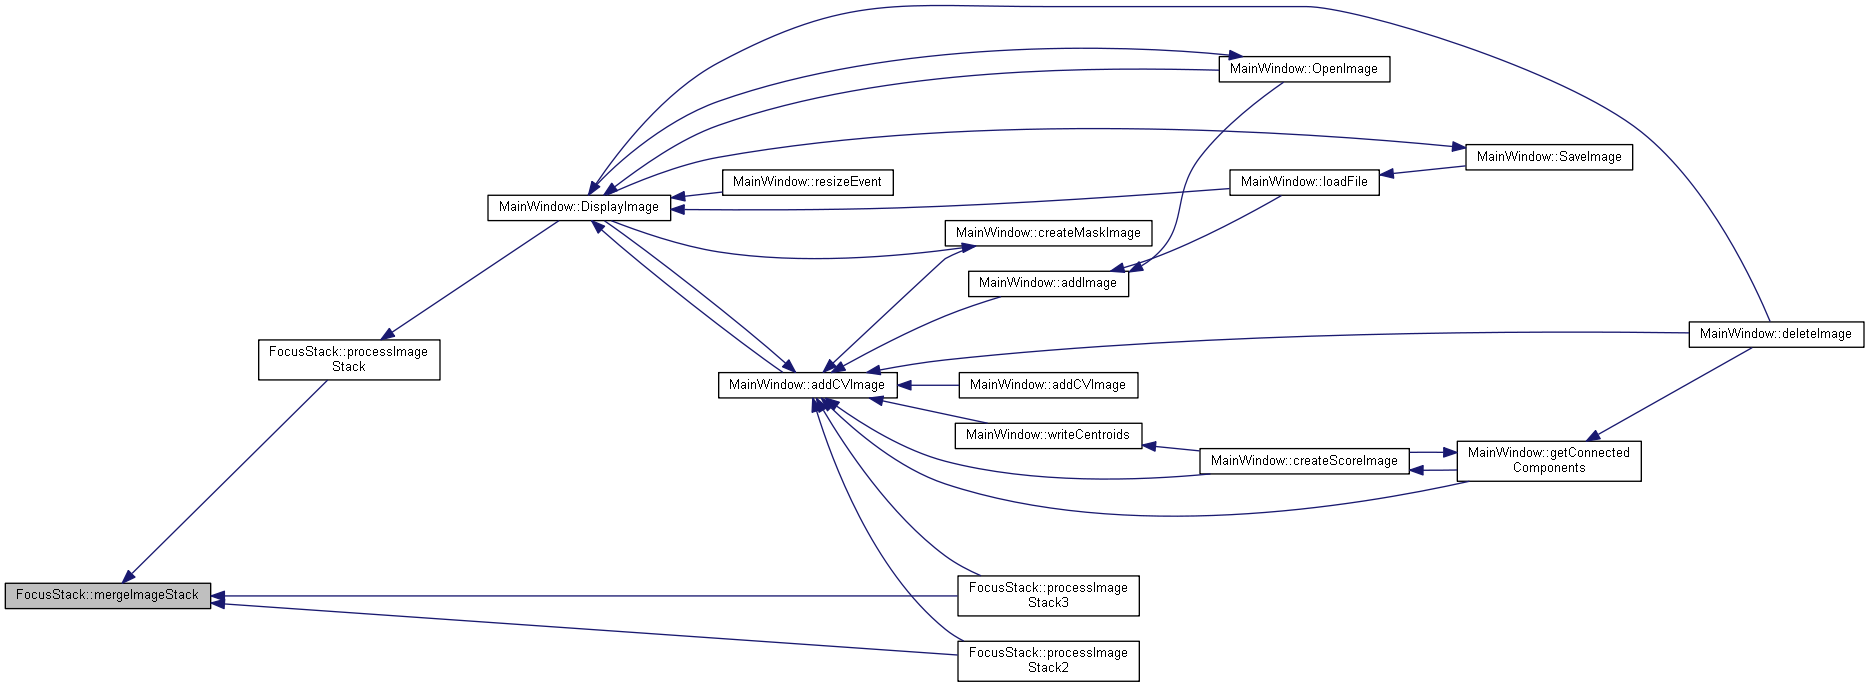 MainWindow::OpenImage
MainWindow::SaveImage
MainWindow::resizeEvent
MainWindow::loadFile
MainWindow::DisplayImage
MainWindow::createMaskImage
MainWindow::addImage
MainWindow::deleteImage
FocusStack::processImage
Stack
MainWindow::addCVImage
MainWindow::addCVImage
MainWindow::writeCentroids
MainWindow::createScoreImage
MainWindow::getConnected
Components
FocusStack::mergeImageStack
FocusStack::processImage
Stack3
FocusStack::processImage
Stack2